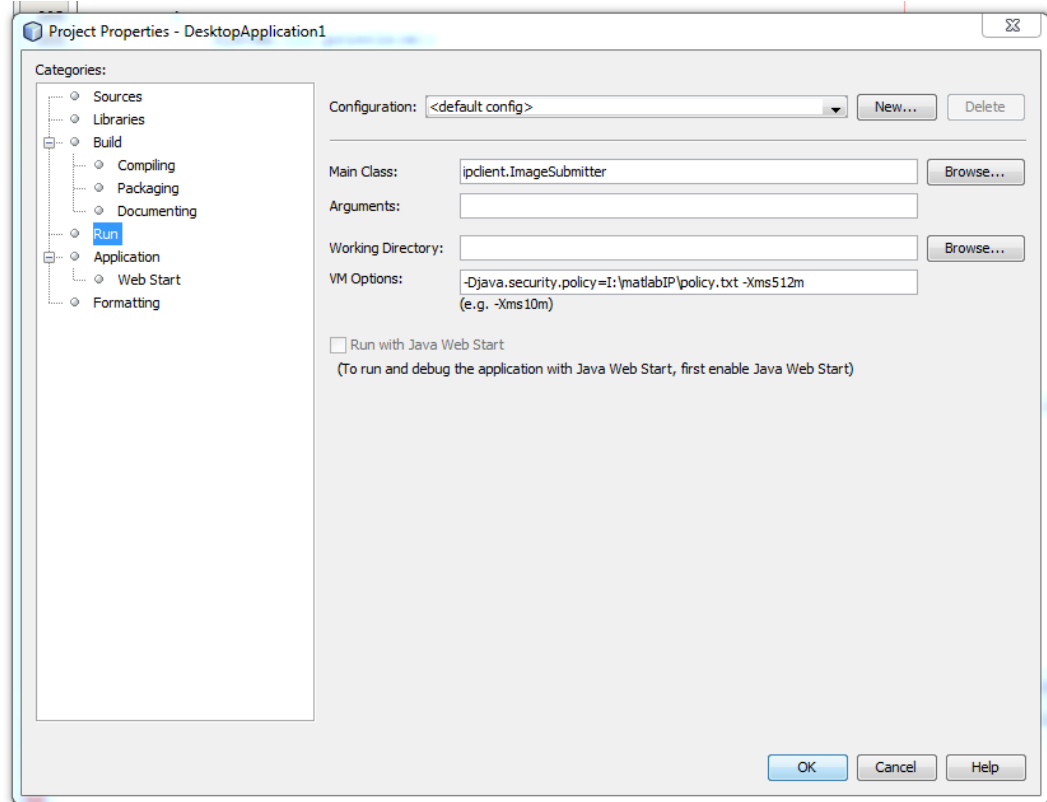 Project Properties - DesktopApplication1
Categories:
Sources
Libraries
Build
Compiling
Packaging
Documenting
Run
Application
Web Start
Formatting
Configuration: <default config> New... Delete
Main Class: ipclient.ImageSubmitter Browse...
Arguments:
Working Directory: Browse...
VM Options: -Djava.security.policy=I:\matlabIP\policy.txt -Xms512m
(e.g. -Xms10m)
Run with Java Web Start
(To run and debug the application with Java Web Start, first enable Java Web Start)
OK Cancel Help